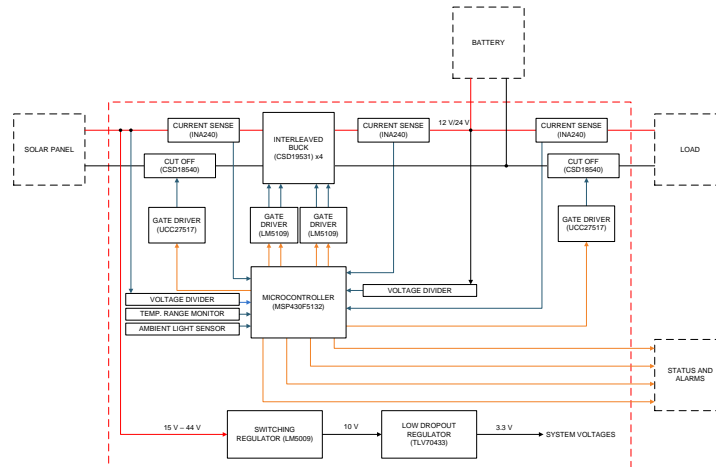 BATTERY
SOLAR PANEL
CURRENT SENSE
(INA240)
INTERLEAVED
BUCK
(CSD19531) x4
CURRENT SENSE
(INA240)
12 V/24 V
CURRENT SENSE
(INA240)
LOAD
CUT OFF
(CSD18540)
CUT OFF
(CSD18540)
GATE DRIVER
(UCC27517)
GATE
DRIVER
(LM5109)
GATE
DRIVER
(LM5109)
GATE DRIVER
(UCC27517)
MICROCONTROLLER
(MSP430F5132)
VOLTAGE DIVIDER
VOLTAGE DIVIDER
TEMP. RANGE MONITOR
AMBIENT LIGHT SENSOR
STATUS AND
ALARMS
15 V – 44 V
SWITCHING
REGULATOR (LM5009)
10 V
LOW DROPOUT
REGULATOR
(TLV70433)
3.3 V
SYSTEM VOLTAGES